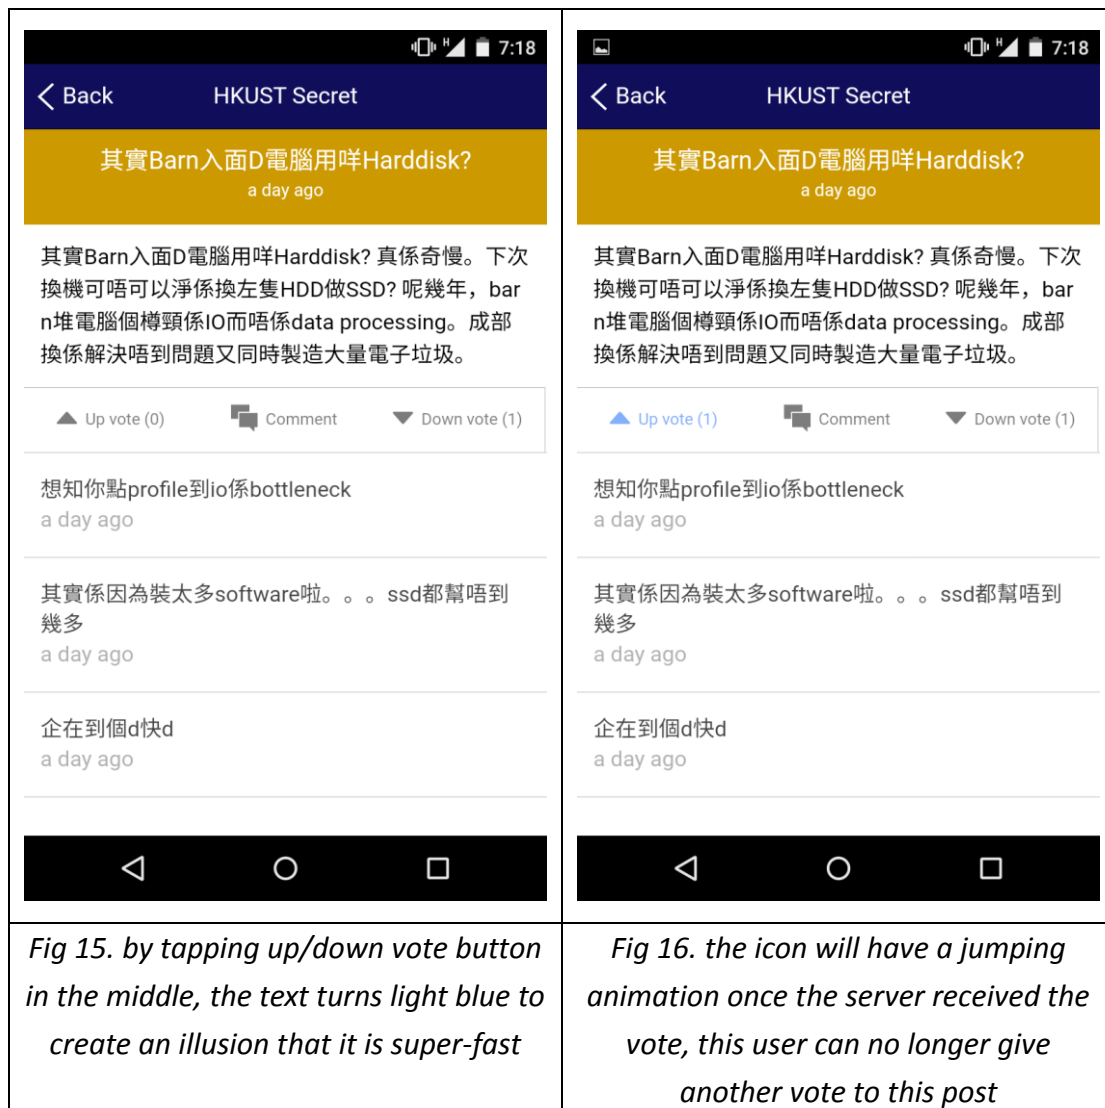 H 7:18
Back HKUST Secret
其實Barn入面D電腦用咩Harddisk?
a day ago
其實Barn入面D電腦用咩Harddisk? 真係奇慢。下次
換機可唔可以淨係換左隻HDD做SSD? 呢幾年，bar
n堆電腦個樽頸係IO而唔係data processing。成部
換係解決唔到問題又同時製造大量電子垃圾。
Up vote (0) Comment Down vote (1)
想知你點profile到io係bottleneck
a day ago
其實係因為裝太多software啦。。。ssd都幫唔到
幾多
a day ago
企在到個d快d
a day ago
Fig 15. by tapping up/down vote button
in the middle, the text turns light blue to
create an illusion that it is super-fast
H 7:18
Back HKUST Secret
其實Barn入面D電腦用咩Harddisk?
a day ago
其實Barn入面D電腦用咩Harddisk? 真係奇慢。下次
換機可唔可以淨係換左隻HDD做SSD? 呢幾年，bar
n堆電腦個樽頸係IO而唔係data processing。成部
換係解決唔到問題又同時製造大量電子垃圾。
Up vote (1) Comment Down vote (1)
想知你點profile到io係bottleneck
a day ago
其實係因為裝太多software啦。。。ssd都幫唔到
幾多
a day ago
企在到個d快d
a day ago
Fig 16. the icon will have a jumping
animation once the server received the
vote, this user can no longer give
another vote to this post